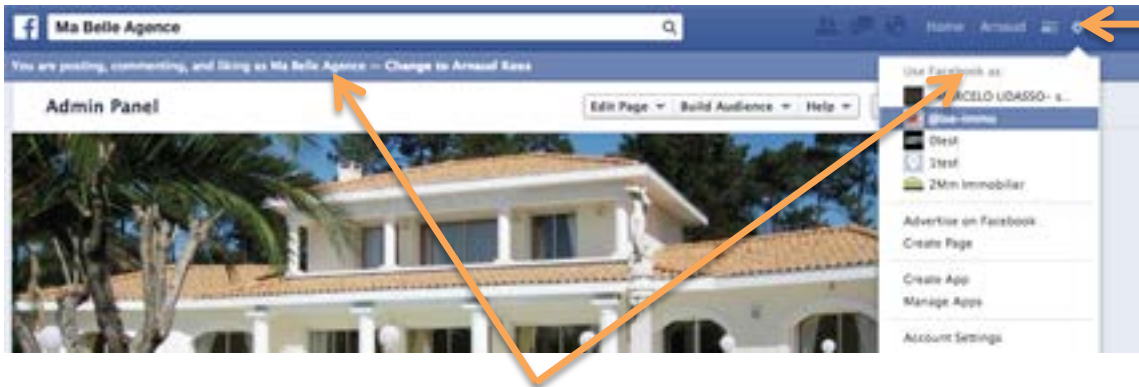 f
Ma Belle Agence
Home Arnaud
You are posting, commenting, and liking as Ma Belle Agence — Change to Arnaud
Use Facebook as:
Admin Panel
Edit Page Build Audience Help
0test
1test
2Mm Immobilier
Advertise on Facebook
Create Page
Create App
Manage Apps
Account Settings